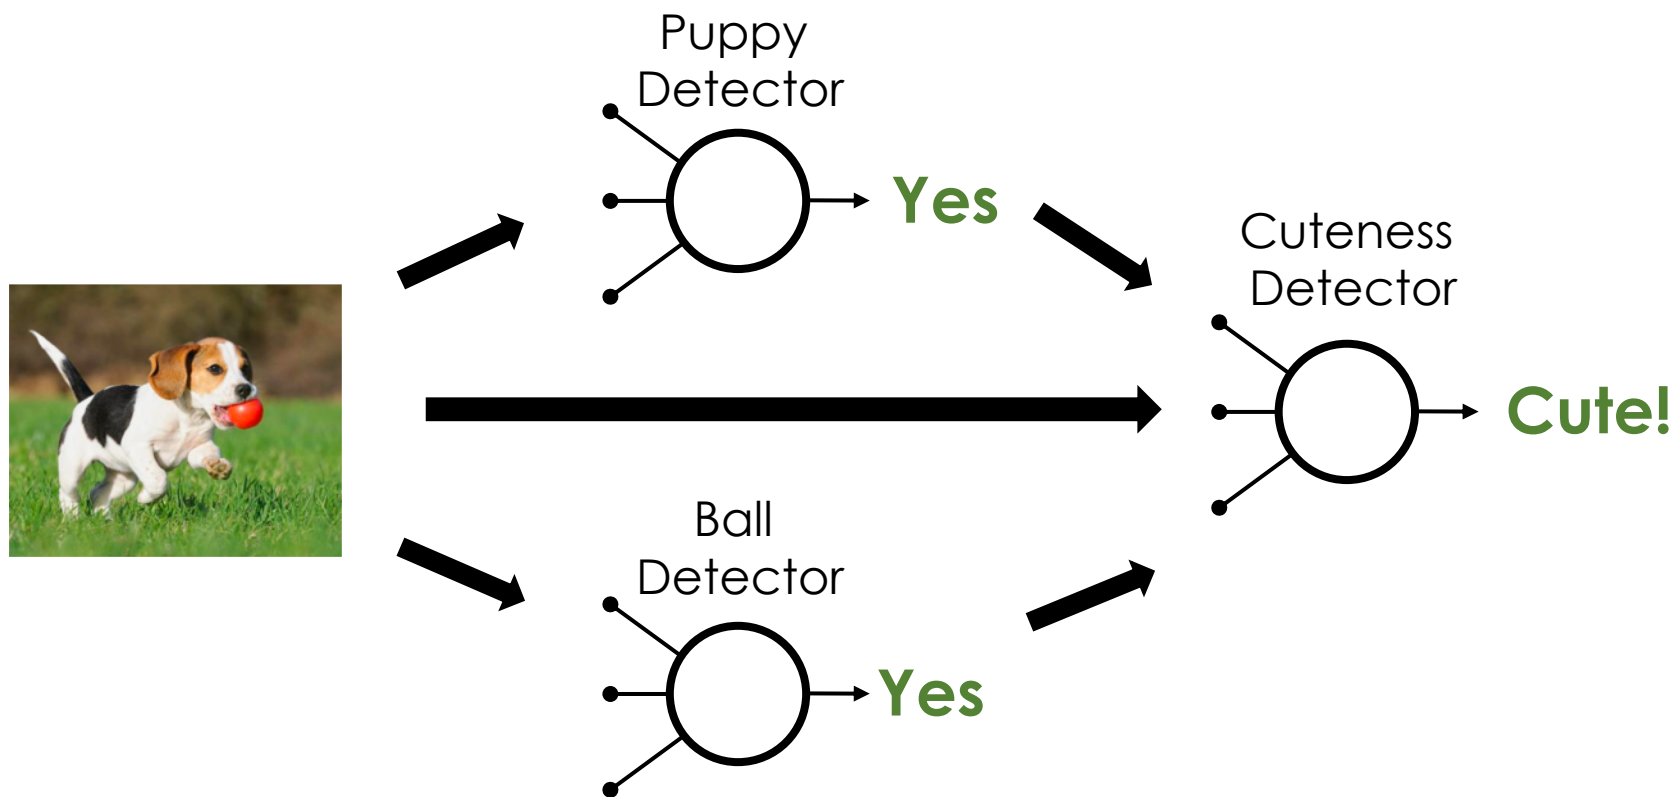 Puppy
Detector
Yes
Cuteness
Detector
Cute!
Ball
Detector
Yes